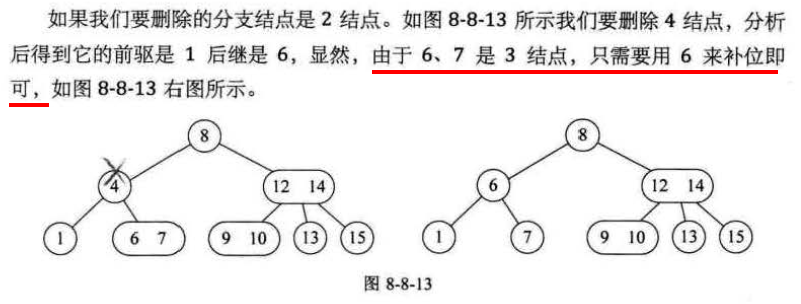 如果我们要删除的分支结点是 2 结点。如图 8-8-13 所示我们要删除 4 结点，分析
后得到它的前驱是 1 后继是 6，显然，由于 6、7 是 3 结点，只需要用 6 来补位即
可，如图 8-8-13 右图所示。
8 8
4 12 14 6 12 14
1 6 7 9 10 13 15 1 7 9 10 13 15
图 8-8-13